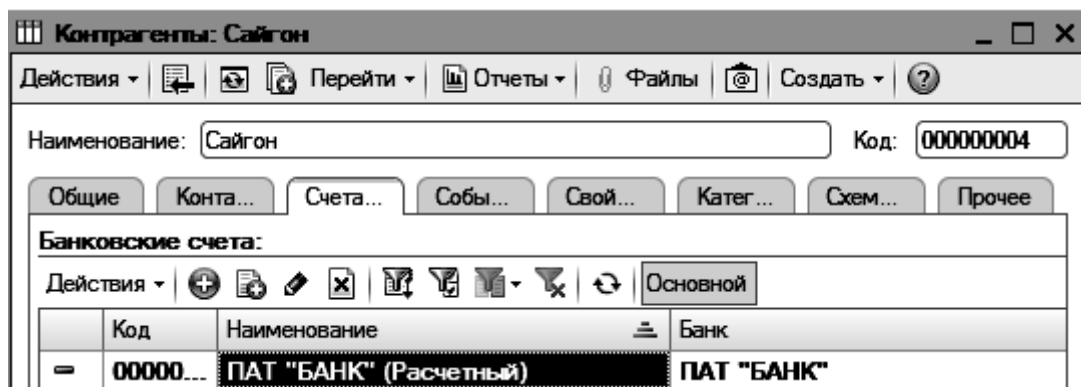 Контрагенты: Сайгон
Действия Перейти Отчеты Файлы Создать
Наименование: Сайгон Код: 000000004
Общие Конта... Счета... Собы... Свой... Катег... Схем... Прочее
Банковские счета:
Действия Основной
Код Наименование Банк
00000... ПАТ "БАНК" (Расчетный) ПАТ "БАНК"